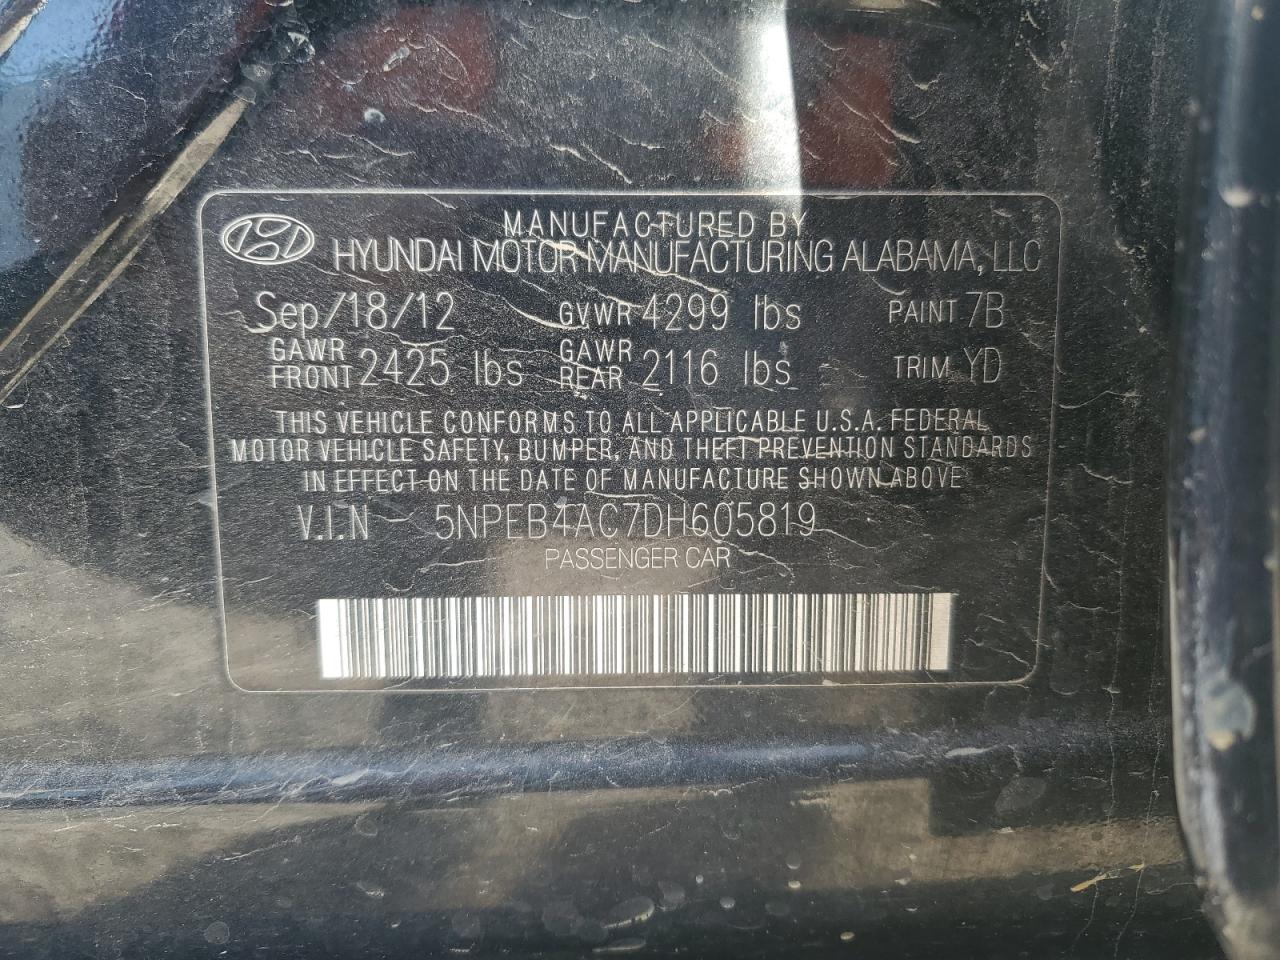 MANUFACTURED BY
HYUNDAI MOTOR MANUFACTURING ALABAMA, LLC
Sep/18/12 GVWR 4299 lbs PAINT 7B
GAWR FRONT 2425 lbs GAWR REAR 2116 lbs TRIM YD
THIS VEHICLE CONFORMS TO ALL APPLICABLE U.S.A. FEDERAL
MOTOR VEHICLE SAFETY, BUMPER, AND THEFT PREVENTION STANDARDS
IN EFFECT ON THE DATE OF MANUFACTURE SHOWN ABOVE
V.I.N 5NPEB4AC7DH605819
PASSENGER CAR